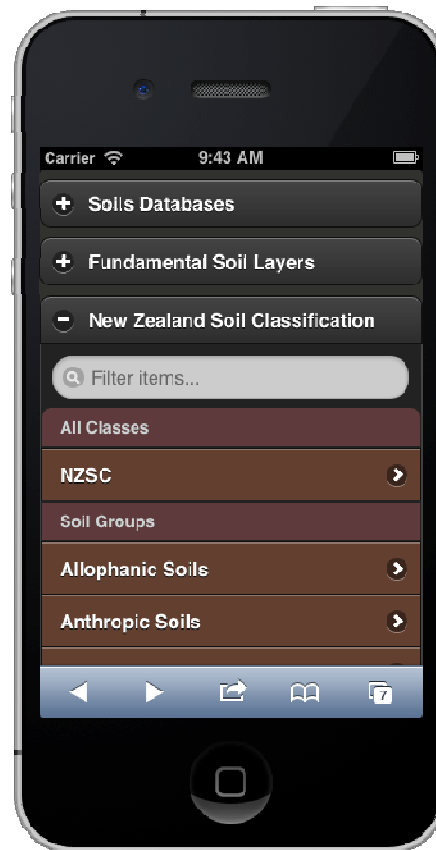 Carrier 9:43 AM
Soils Databases
Fundamental Soil Layers
New Zealand Soil Classification
Filter items...
All Classes
NZSC
Soil Groups
Allophanic Soils
Anthropic Soils
7